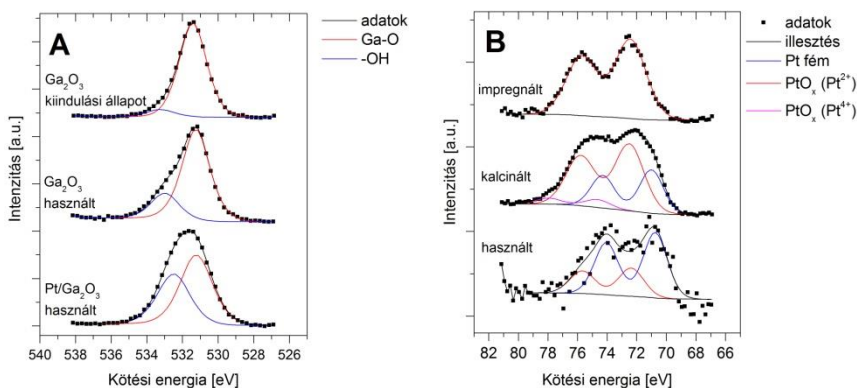 A
adatok
Ga-O
-OH
Ga₂O₃
kiindulási állapot
Ga₂O₃
használt
Pt/Ga₂O₃
használt
Intenzitás [a.u.]
540 538 536 534 532 530 528 526
Kötési energia [eV]
B
adatok
illesztés
Pt fém
PtOₓ (Pt²⁺)
PtOₓ (Pt⁴⁺)
impregnált
kalcinált
használt
Intenzitás [a.u.]
82 80 78 76 74 72 70 68 66
Kötési energia [eV]